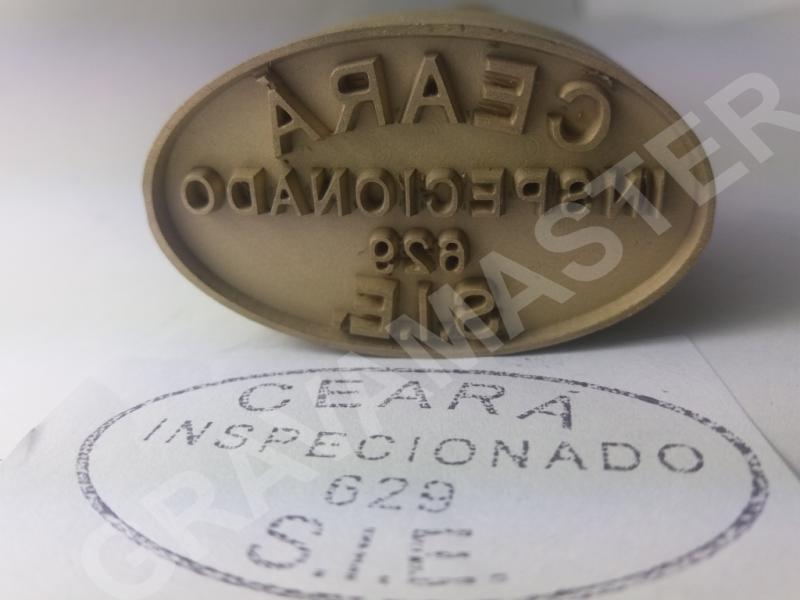 CEARÁ
INSPECIONADO
629
S.I.E.
CEARÁ
INSPECIONADO
629
S.I.E.
GRAVAMASTER